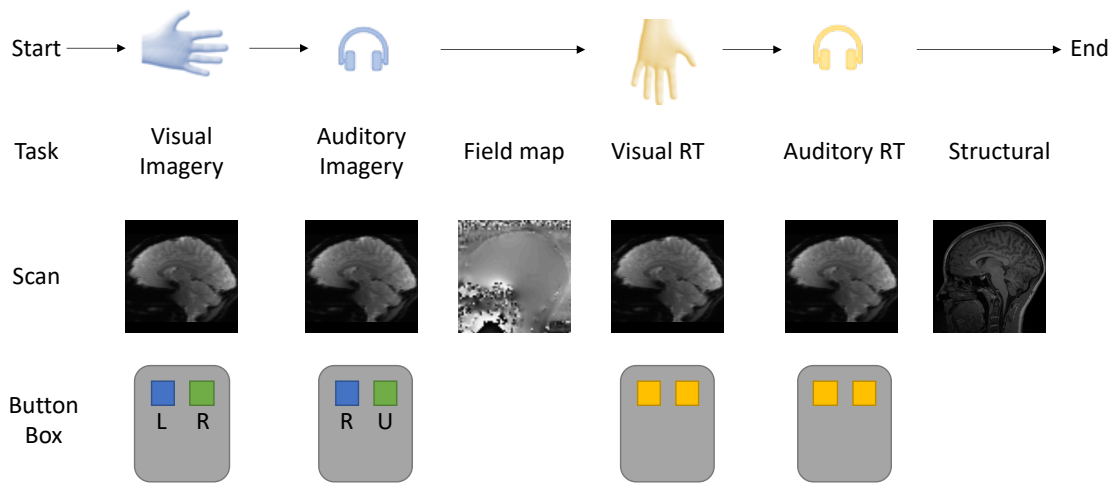 Start
End
Task
Visual
Imagery
Auditory
Imagery
Field map
Visual RT
Auditory RT
Structural
Scan
Button
Box
L R
R U